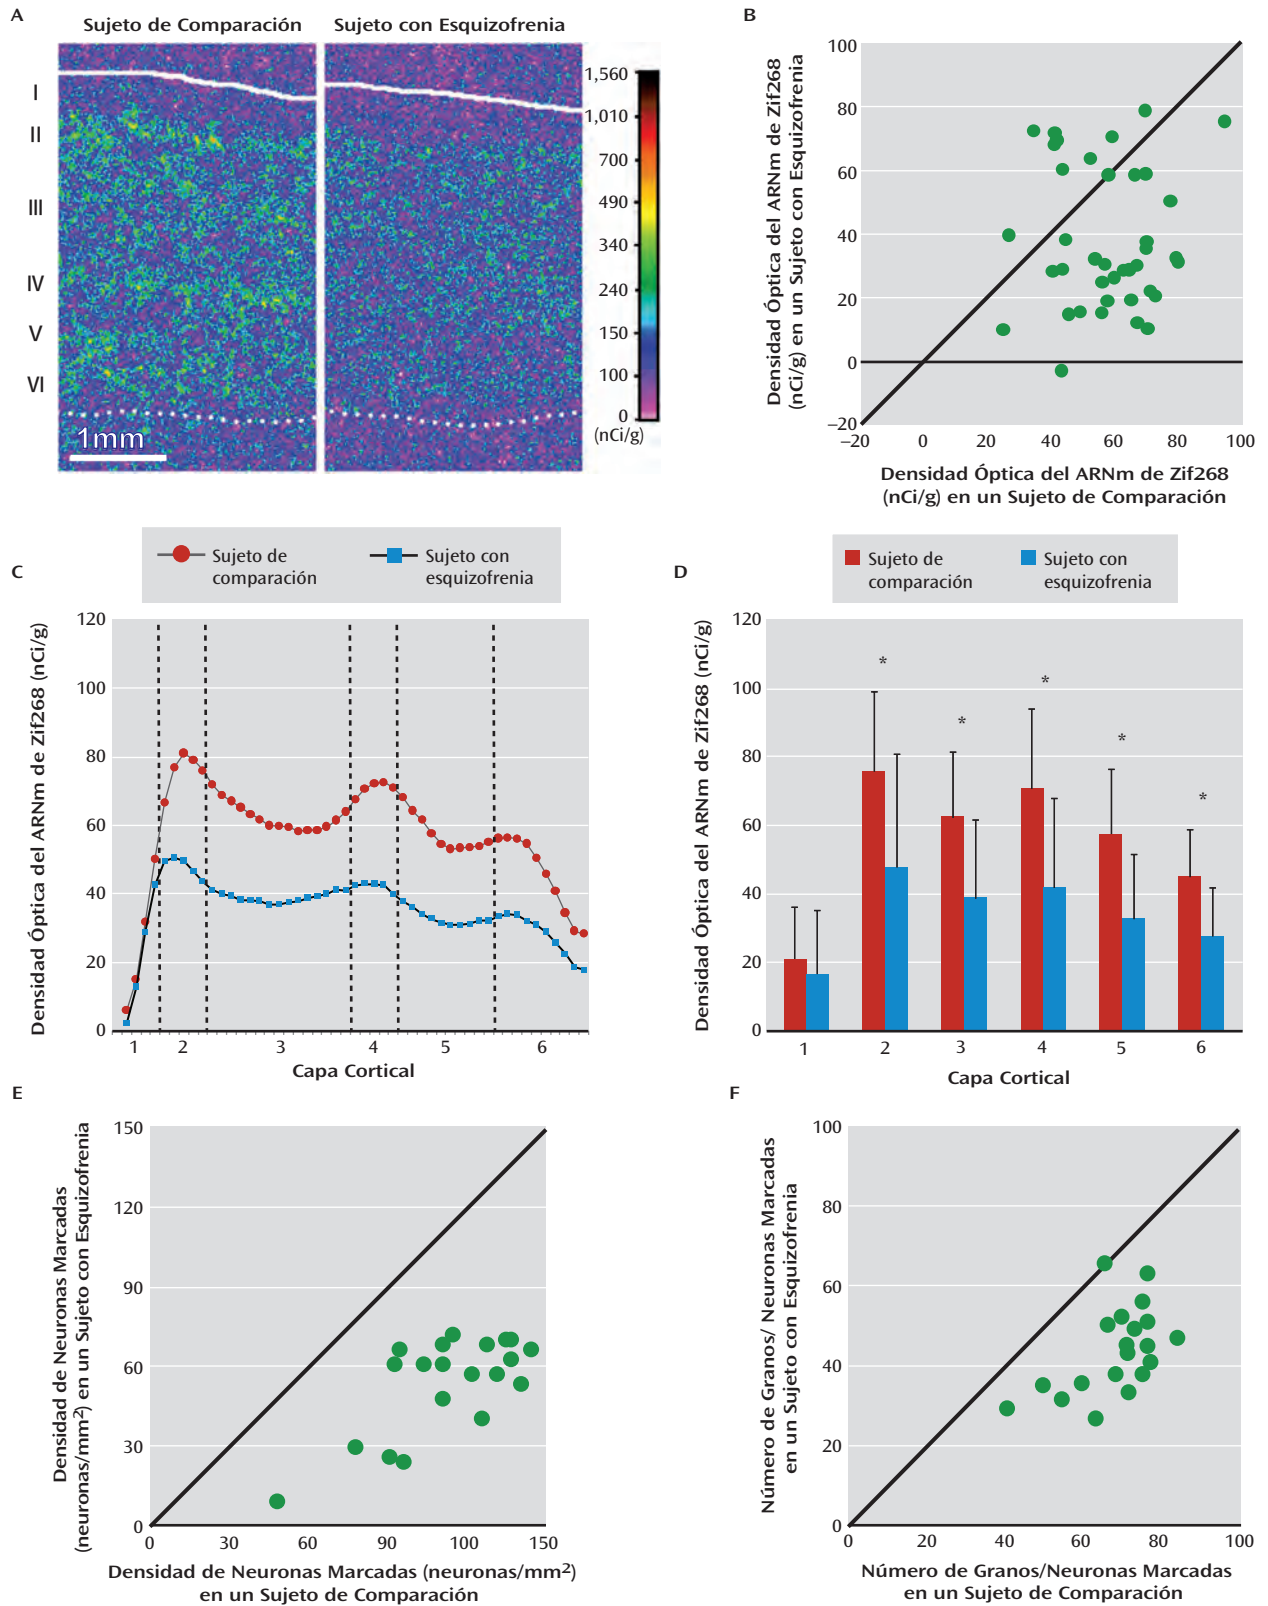 A
Sujeto de Comparación
Sujeto con Esquizofrenia
I
II
III
IV
V
VI
1mm
1,560
1,010
700
490
340
240
150
100
0
(nCi/g)
B
Densidad Óptica del ARNm de Zif268
(nCi/g) en un Sujeto con Esquizofrenia
100
80
60
40
20
0
−20
−20
0
20
40
60
80
100
Densidad Óptica del ARNm de Zif268
(nCi/g) en un Sujeto de Comparación
C
Sujeto de
comparación
Sujeto con
esquizofrenia
Densidad Óptica del ARNm de Zif268 (nCi/g)
120
100
80
60
40
20
0
1
2
3
4
5
6
Capa Cortical
D
Sujeto de
comparación
Sujeto con
esquizofrenia
Densidad Óptica del ARNm de Zif268 (nCi/g)
120
100
80
60
40
20
0
*
*
*
*
*
1
2
3
4
5
6
Capa Cortical
E
Densidad de Neuronas Marcadas
(neuronas/mm²) en un Sujeto con Esquizofrenia
150
120
90
60
30
0
0
30
60
90
100
150
Densidad de Neuronas Marcadas (neuronas/mm²)
en un Sujeto de Comparación
F
Número de Granos/ Neuronas Marcadas
en un Sujeto con Esquizofrenia
100
80
60
40
20
0
0
20
40
60
80
100
Número de Granos/Neuronas Marcadas
en un Sujeto de Comparación